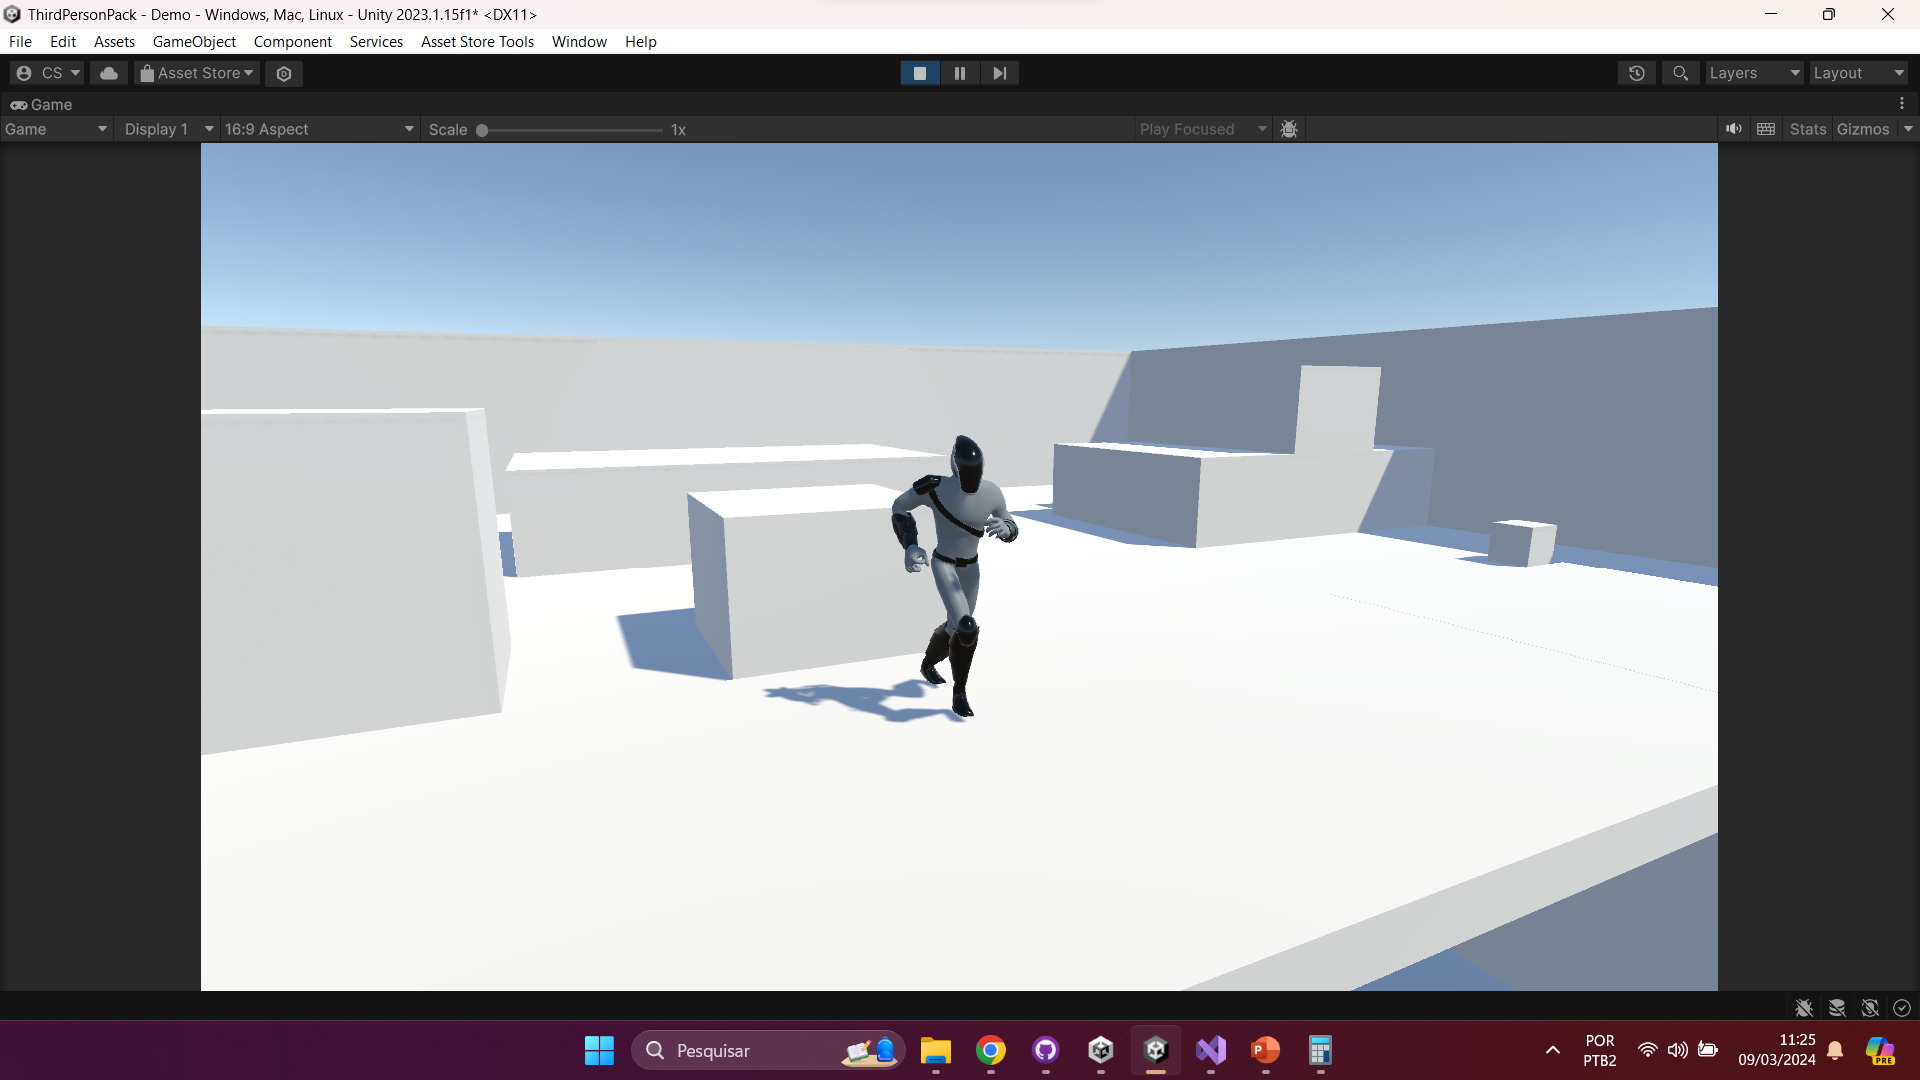 ThirdPersonPack - Demo - Windows, Mac, Linux - Unity 2023.1.15f1* <DX11>
File Edit Assets GameObject Component Services Asset Store Tools Window Help
CS Asset Store Layers Layout
Game
Game Display 1 16:9 Aspect Scale 1x Play Focused Stats Gizmos
Pesquisar
POR
PTB2
11:25
09/03/2024
PRE